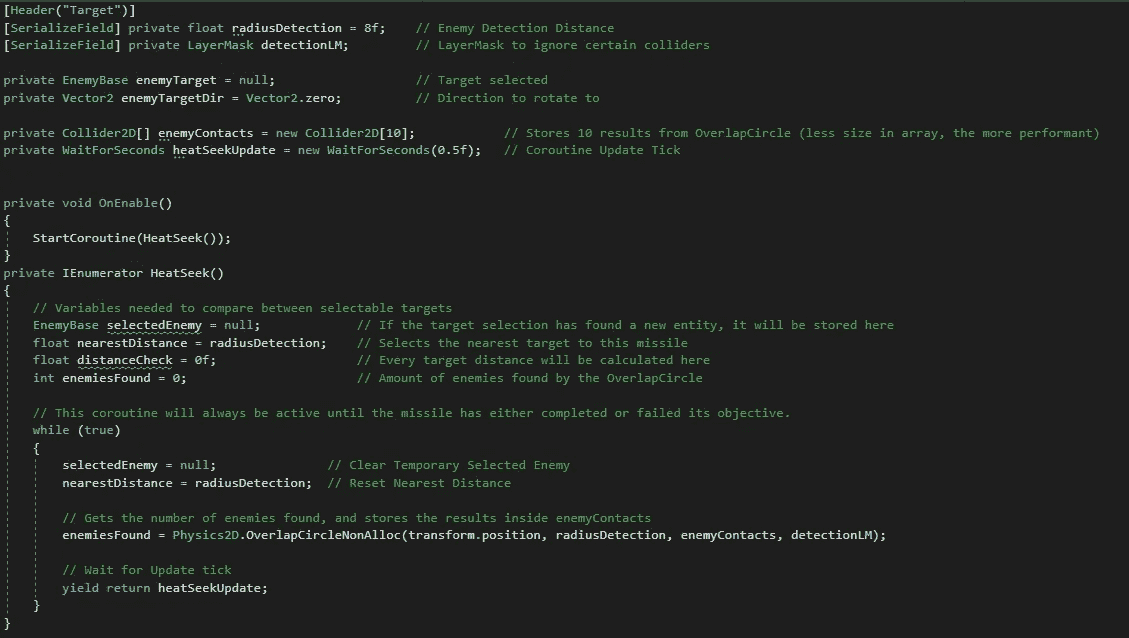 [Header("Target")]
[SerializeField] private float radiusDetection = 8f;    // Enemy Detection Distance
[SerializeField] private LayerMask detectionLM;         // LayerMask to ignore certain colliders

private EnemyBase enemyTarget = null;                   // Target selected
private Vector2 enemyTargetDir = Vector2.zero;          // Direction to rotate to

private Collider2D[] enemyContacts = new Collider2D[10];            // Stores 10 results from OverlapCircle (less size in array, the more performant)
private WaitForSeconds heatSeekUpdate = new WaitForSeconds(0.5f);   // Coroutine Update Tick


private void OnEnable()
{
    StartCoroutine(HeatSeek());
}
private IEnumerator HeatSeek()
{
    // Variables needed to compare between selectable targets
    EnemyBase selectedEnemy = null;             // If the target selection has found a new entity, it will be stored here
    float nearestDistance = radiusDetection;    // Selects the nearest target to this missile
    float distanceCheck = 0f;                   // Every target distance will be calculated here
    int enemiesFound = 0;                       // Amount of enemies found by the OverlapCircle

    // This coroutine will always be active until the missile has either completed or failed its objective.
    while (true)
    {
        selectedEnemy = null;               // Clear Temporary Selected Enemy
        nearestDistance = radiusDetection;  // Reset Nearest Distance

        // Gets the number of enemies found, and stores the results inside enemyContacts
        enemiesFound = Physics2D.OverlapCircleNonAlloc(transform.position, radiusDetection, enemyContacts, detectionLM);

        // Wait for Update tick
        yield return heatSeekUpdate;
    }
}